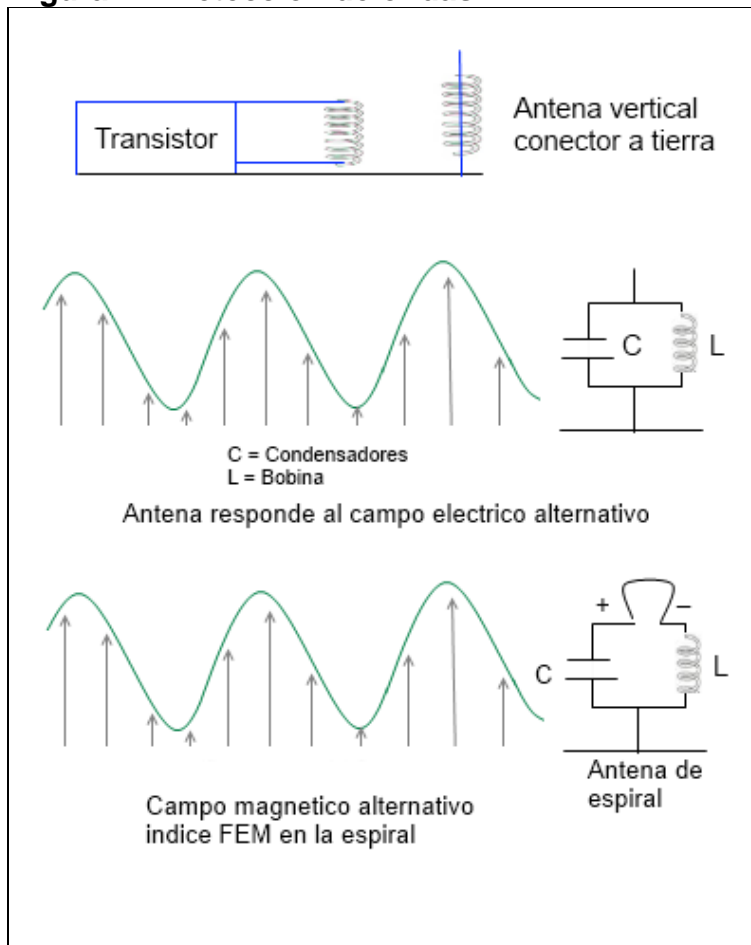 Transistor
Antena vertical
conector a tierra
C
L
C = Condensadores
L = Bobina
Antena responde al campo electrico alternativo
+
–
C
L
Antena de
espiral
Campo magnetico alternativo
indice FEM en la espiral